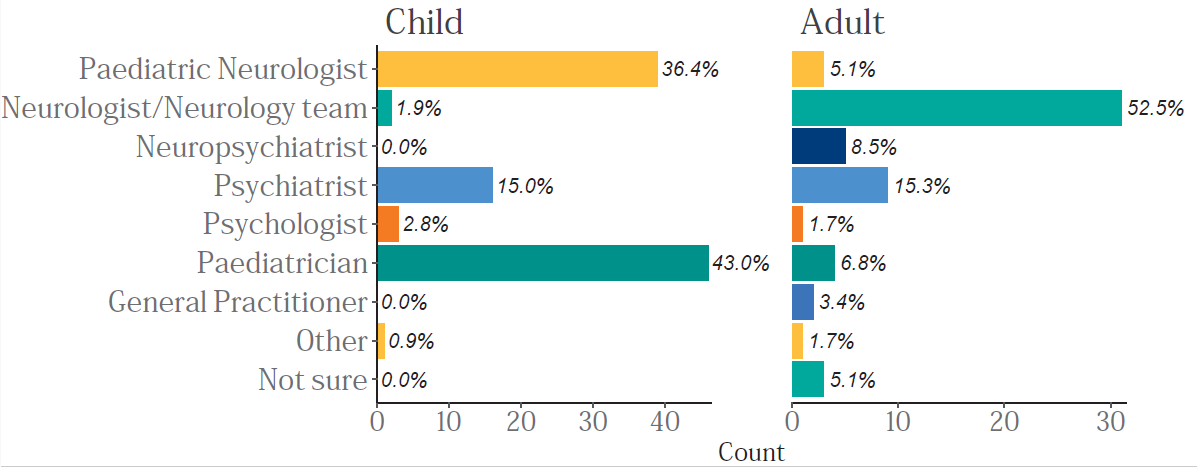 Child Adult
Paediatric Neurologist 36.4% 5.1%
Neurologist/Neurology team 1.9% 52.5%
Neuropsychiatrist 0.0% 8.5%
Psychiatrist 15.0% 15.3%
Psychologist 2.8% 1.7%
Paediatrician 43.0% 6.8%
General Practitioner 0.0% 3.4%
Other 0.9% 1.7%
Not sure 0.0% 5.1%
0 10 20 30 40 0 10 20 30
Count